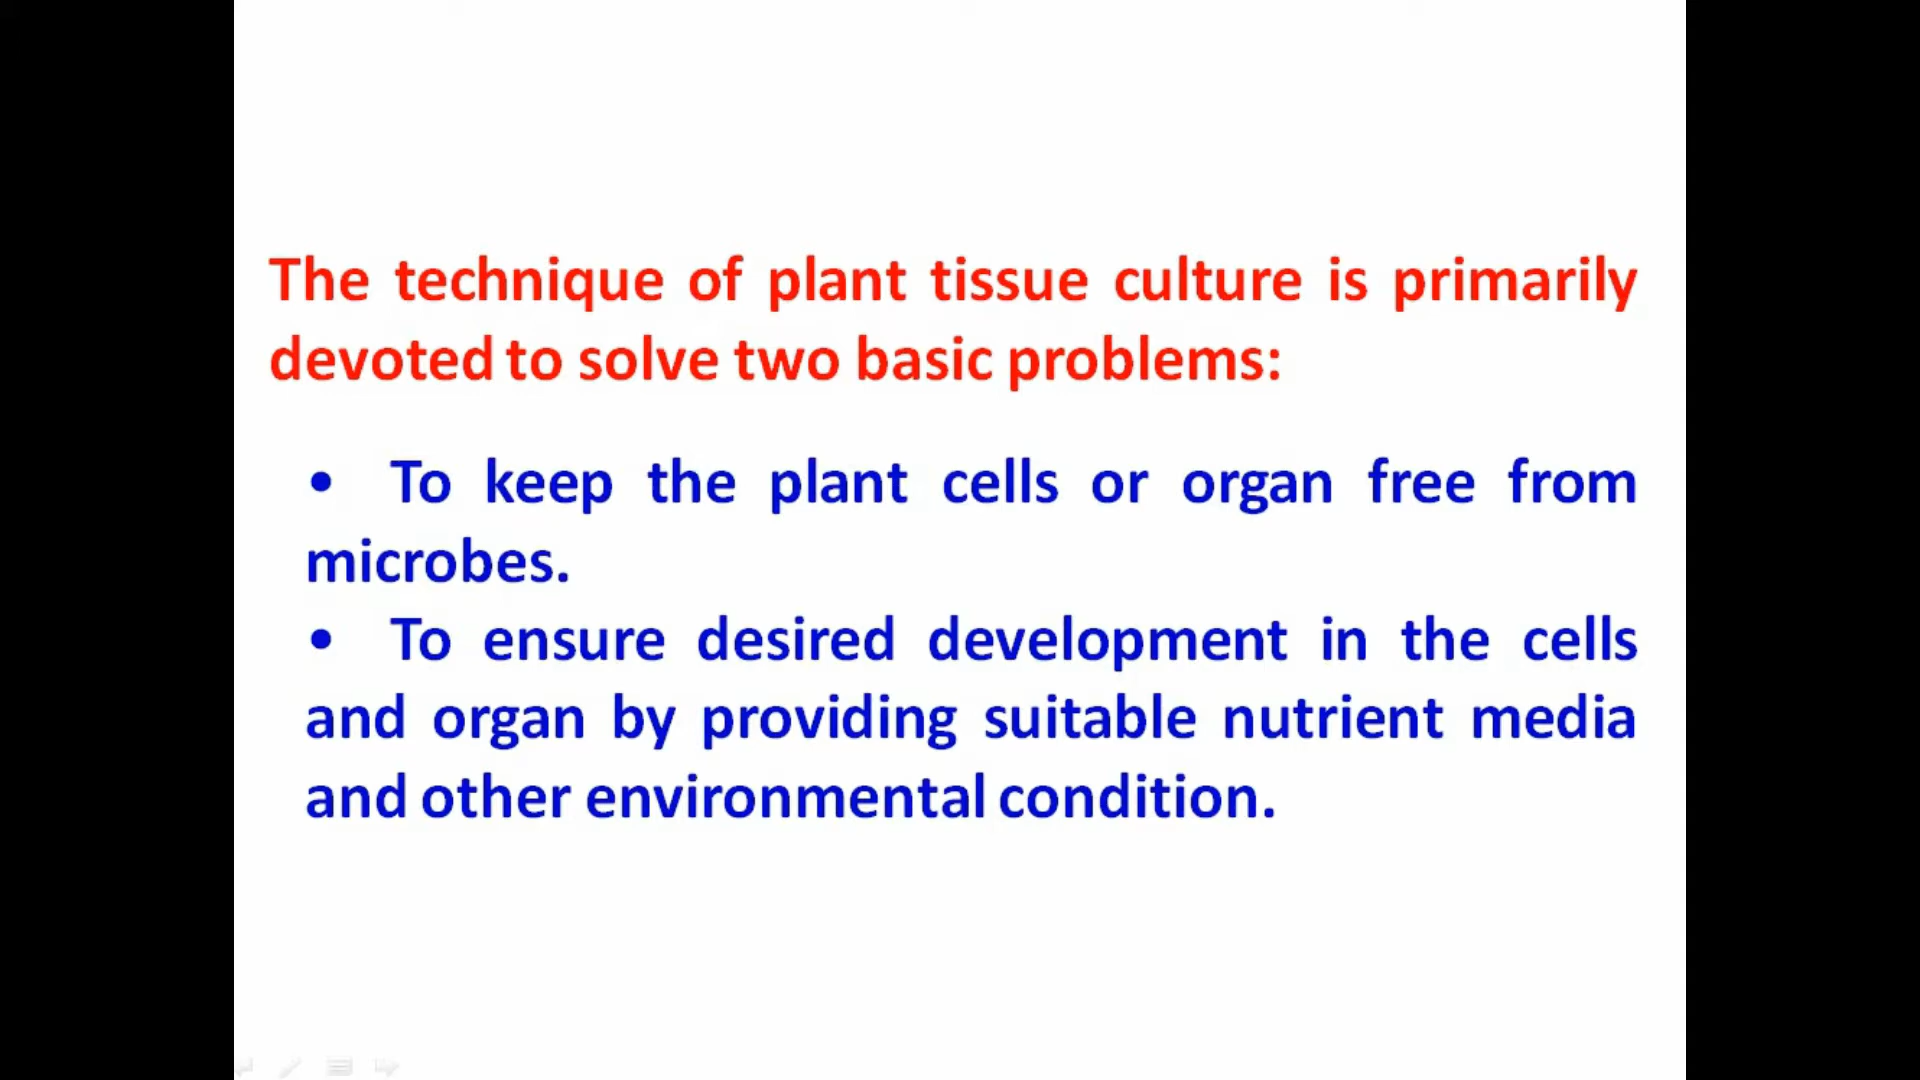 The technique of plant tissue culture is primarily
devoted to solve two basic problems:
• To keep the plant cells or organ free from
microbes.
• To ensure desired development in the cells
and organ by providing suitable nutrient media
and other environmental condition.